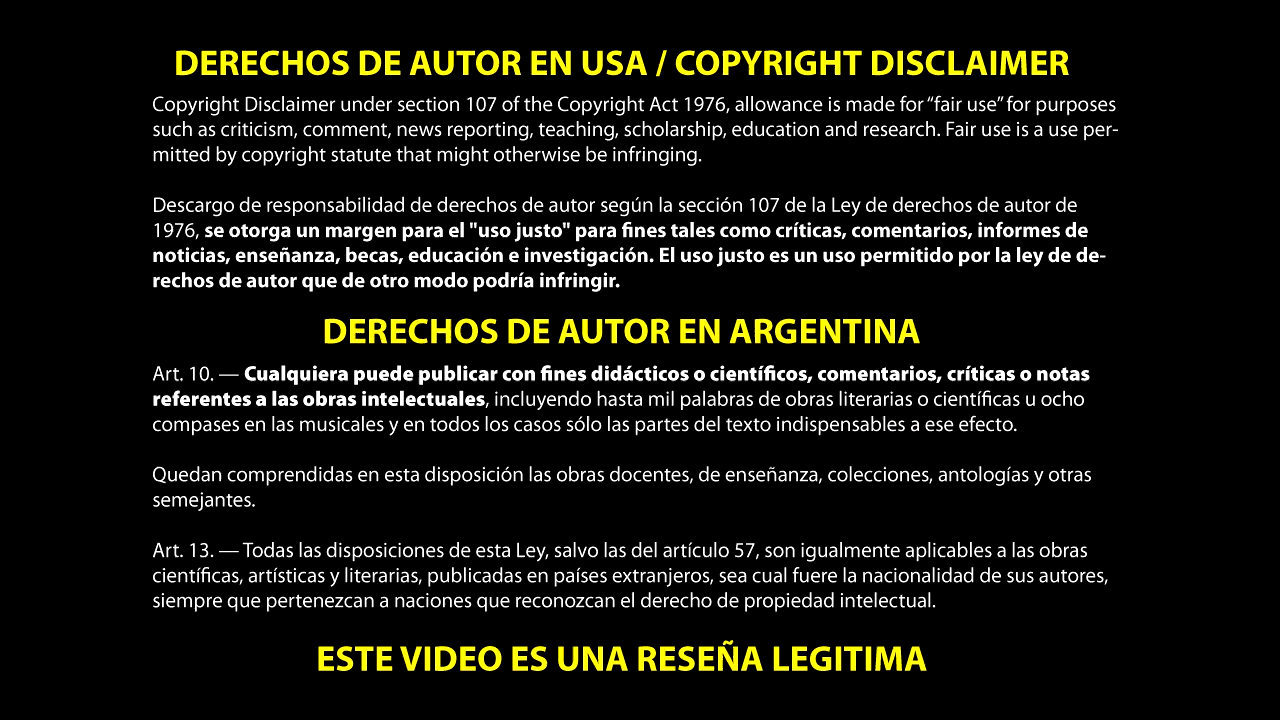 DERECHOS DE AUTOR EN USA / COPYRIGHT DISCLAIMER
Copyright Disclaimer under section 107 of the Copyright Act 1976, allowance is made for “fair use” for purposes
such as criticism, comment, news reporting, teaching, scholarship, education and research. Fair use is a use per-
mitted by copyright statute that might otherwise be infringing.
Descargo de responsabilidad de derechos de autor según la sección 107 de la Ley de derechos de autor de
1976, se otorga un margen para el "uso justo" para fines tales como críticas, comentarios, informes de
noticias, enseñanza, becas, educación e investigación. El uso justo es un uso permitido por la ley de de-
rechos de autor que de otro modo podría infringir.
DERECHOS DE AUTOR EN ARGENTINA
Art. 10. — Cualquiera puede publicar con fines didácticos o científicos, comentarios, críticas o notas
referentes a las obras intelectuales, incluyendo hasta mil palabras de obras literarias o científicas u ocho
compases en las musicales y en todos los casos sólo las partes del texto indispensables a ese efecto.
Quedan comprendidas en esta disposición las obras docentes, de enseñanza, colecciones, antologías y otras
semejantes.
Art. 13. — Todas las disposiciones de esta Ley, salvo las del artículo 57, son igualmente aplicables a las obras
científicas, artísticas y literarias, publicadas en países extranjeros, sea cual fuere la nacionalidad de sus autores,
siempre que pertenezcan a naciones que reconozcan el derecho de propiedad intelectual.
ESTE VIDEO ES UNA RESEÑA LEGITIMA